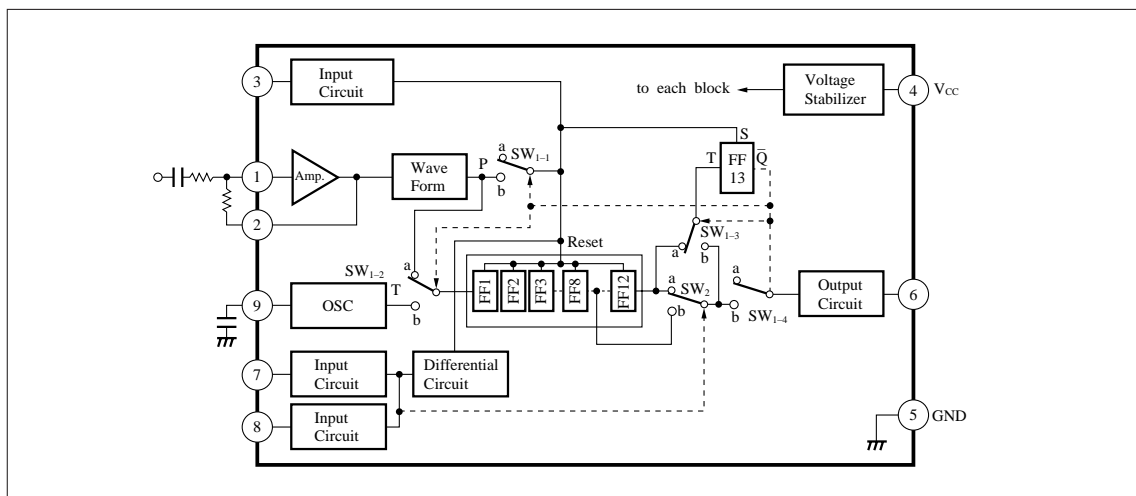 3
Input
Circuit
to each block
Voltage
Stabilizer
4
VCC
S
T
FF
13
Q̅
1
Amp.
Wave
Form
P
a
b
SW1–1
2
Reset
SW1–3
a
b
SW1–2
a
T
b
FF1
FF2
FF3
FF8
FF12
a
SW2
b
a
b
SW1–4
Output
Circuit
6
9
OSC
7
Input
Circuit
Differential
Circuit
8
Input
Circuit
5
GND